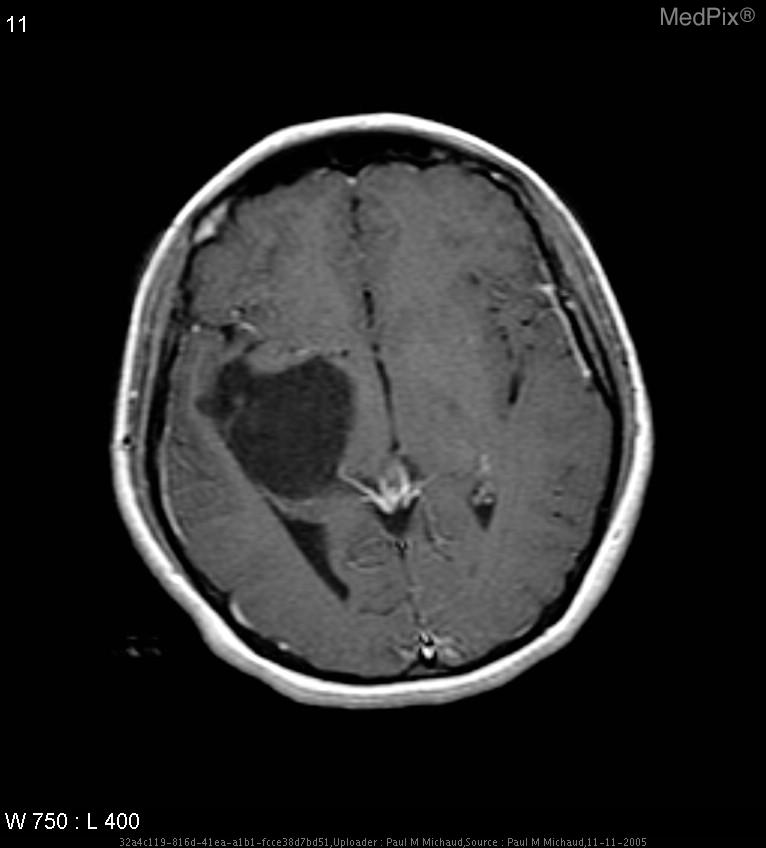 11
MedPix®
W 750 : L 400
32a4c119-816d-41ea-a1b1-fcce38d7bd51,Uploader : Paul M Michaud,Source : Paul M Michaud,11-11-2005